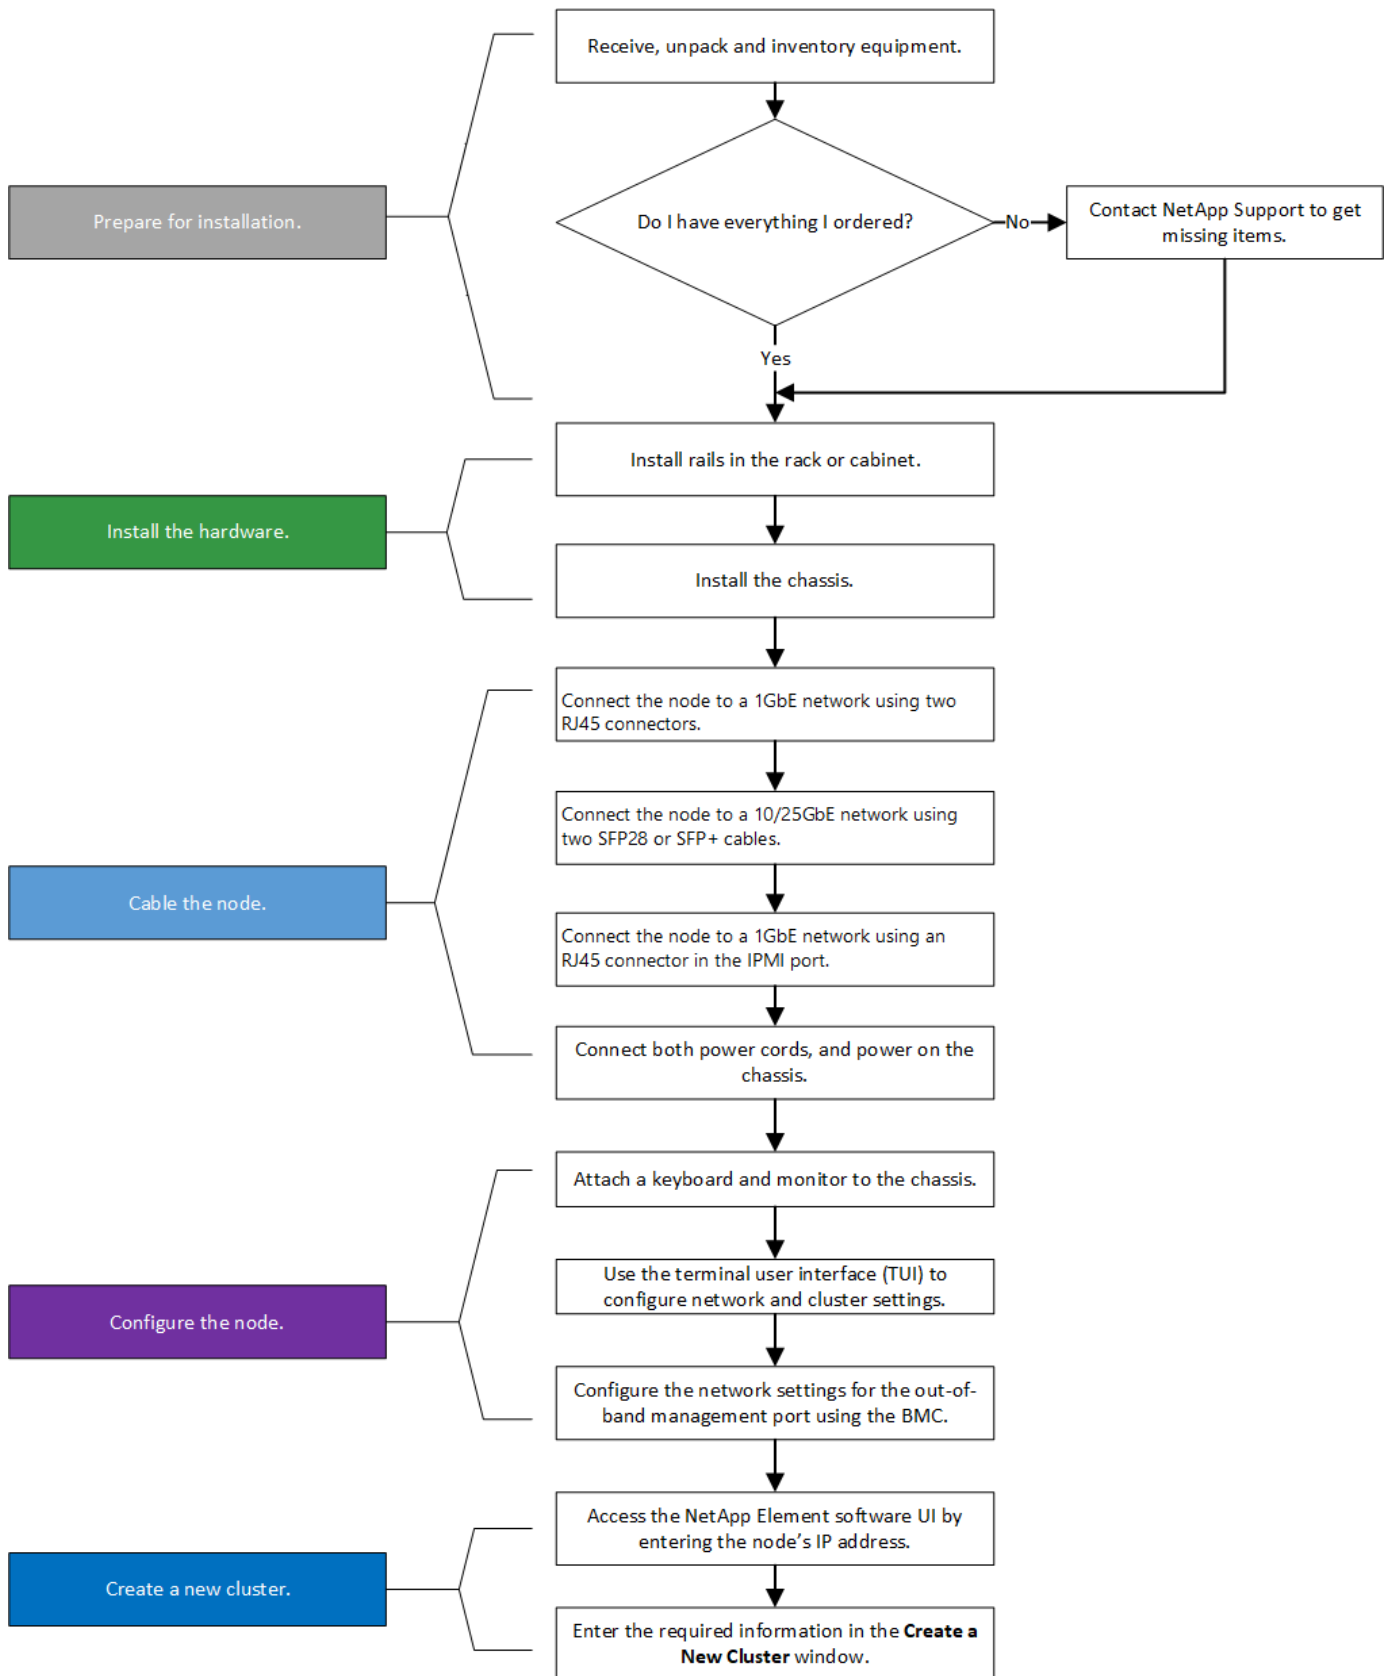 Receive, unpack and inventory equipment.
Prepare for installation.
Do I have everything I ordered?
No
Contact NetApp Support to get
missing items.
Yes
Install rails in the rack or cabinet.
Install the hardware.
Install the chassis.
Connect the node to a 1GbE network using two
RJ45 connectors.
Connect the node to a 10/25GbE network using
two SFP28 or SFP+ cables.
Cable the node.
Connect the node to a 1GbE network using an
RJ45 connector in the IPMI port.
Connect both power cords, and power on the
chassis.
Attach a keyboard and monitor to the chassis.
Use the terminal user interface (TUI) to
configure network and cluster settings.
Configure the node.
Configure the network settings for the out-of-
band management port using the BMC.
Access the NetApp Element software UI by
entering the node’s IP address.
Create a new cluster.
Enter the required information in the Create a
New Cluster window.